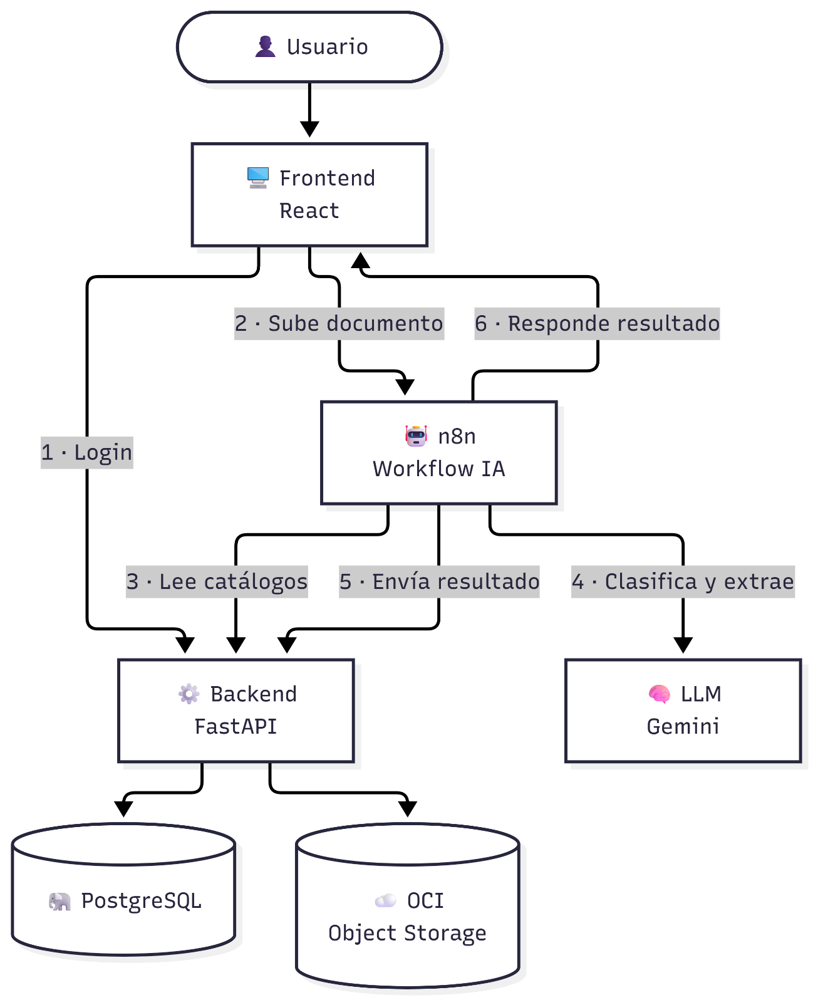 Usuario
Frontend
React
2 · Sube documento
6 · Responde resultado
n8n
Workflow IA
1 · Login
3 · Lee catálogos
5 · Envía resultado
4 · Clasifica y extrae
Backend
FastAPI
LLM
Gemini
PostgreSQL
OCI
Object Storage